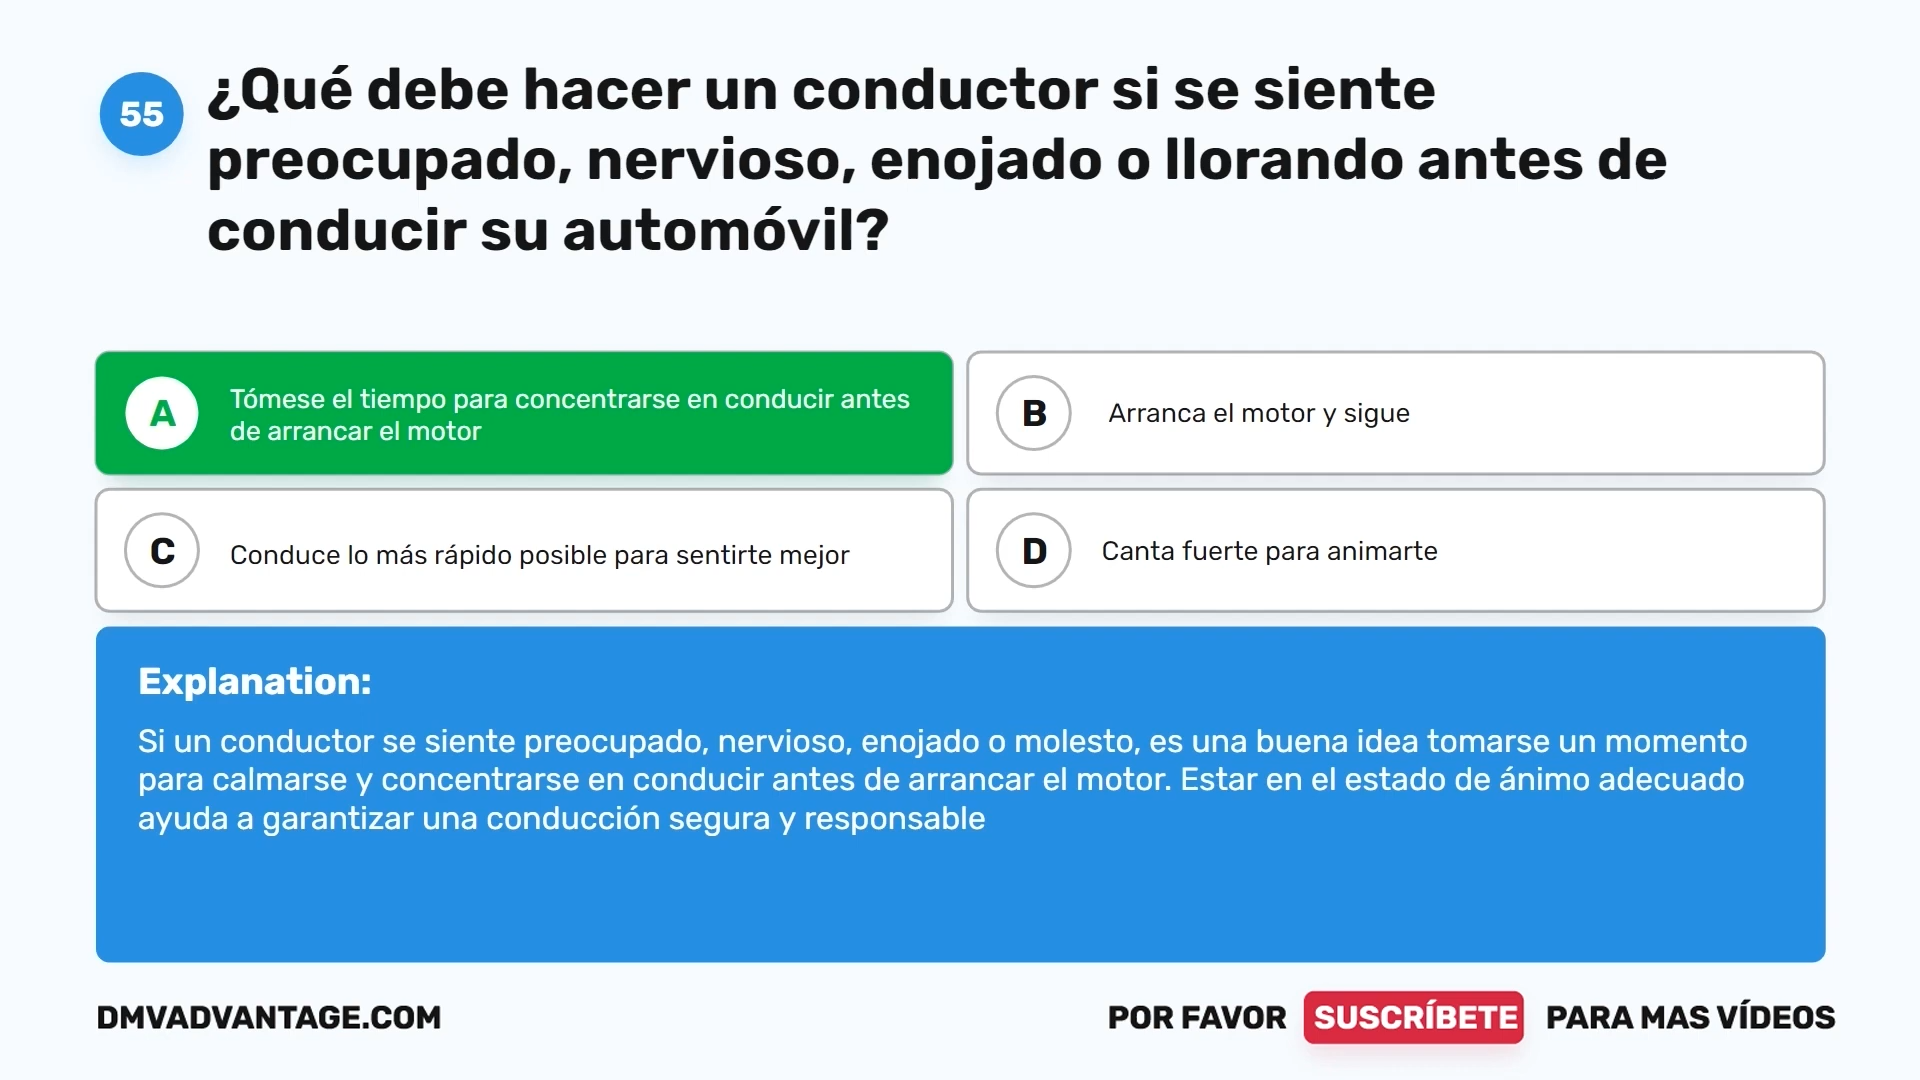 55
¿Qué debe hacer un conductor si se siente
preocupado, nervioso, enojado o llorando antes de
conducir su automóvil?
A
Tómese el tiempo para concentrarse en conducir antes
de arrancar el motor
B
Arranca el motor y sigue
C
Conduce lo más rápido posible para sentirte mejor
D
Canta fuerte para animarte
Explanation:
Si un conductor se siente preocupado, nervioso, enojado o molesto, es una buena idea tomarse un momento
para calmarse y concentrarse en conducir antes de arrancar el motor. Estar en el estado de ánimo adecuado
ayuda a garantizar una conducción segura y responsable
DMVADVANTAGE.COM
POR FAVOR SUSCRÍBETE PARA MAS VÍDEOS